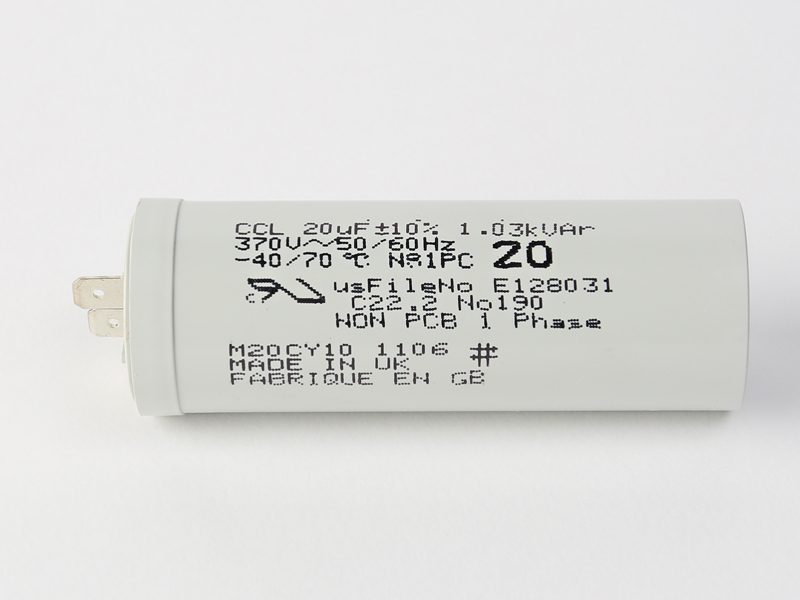 CCL 20uF±10% 1.03kVAr
370V~50/60Hz 20
-40/70 °C N91PC
c usFileNo E128031
C22.2 No190
NON PCB 1 Phase
M20CY10 1106 #
MADE IN UK
FABRIQUE EN GB